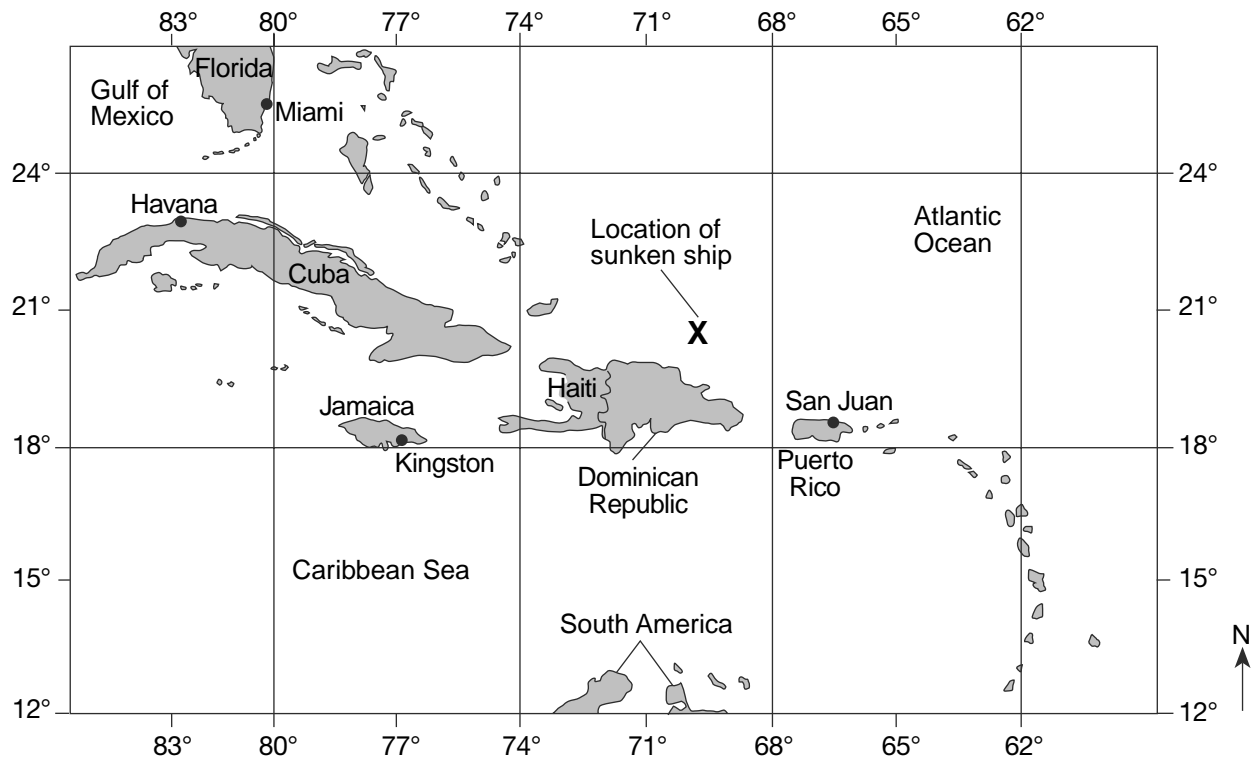 83° 80° 77° 74° 71° 68° 65° 62°
Florida
Gulf of
Mexico
Miami
24° 24°
Havana
Location of
sunken ship
Atlantic
Ocean
Cuba
21° 21°
X
Haiti
Jamaica
San Juan
18° 18°
Kingston
Puerto
Rico
Dominican
Republic
Caribbean Sea
15° 15°
South America
N
12° 12°
83° 80° 77° 74° 71° 68° 65° 62°